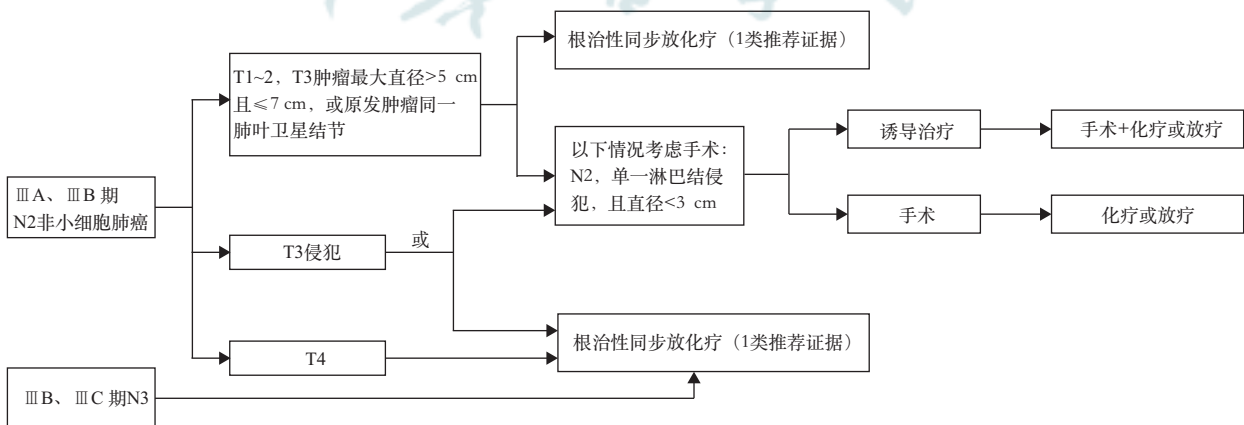 ⅢA、ⅢB 期
N2非小细胞肺癌
ⅢB、ⅢC 期N3
T1~2，T3肿瘤最大直径>5 cm
且≤7 cm，或原发肿瘤同一
肺叶卫星结节
T3侵犯
或
T4
根治性同步放化疗（1类推荐证据）
以下情况考虑手术：
N2，单一淋巴结侵
犯，且直径<3 cm
根治性同步放化疗（1类推荐证据）
诱导治疗
手术+化疗或放疗
手术
化疗或放疗